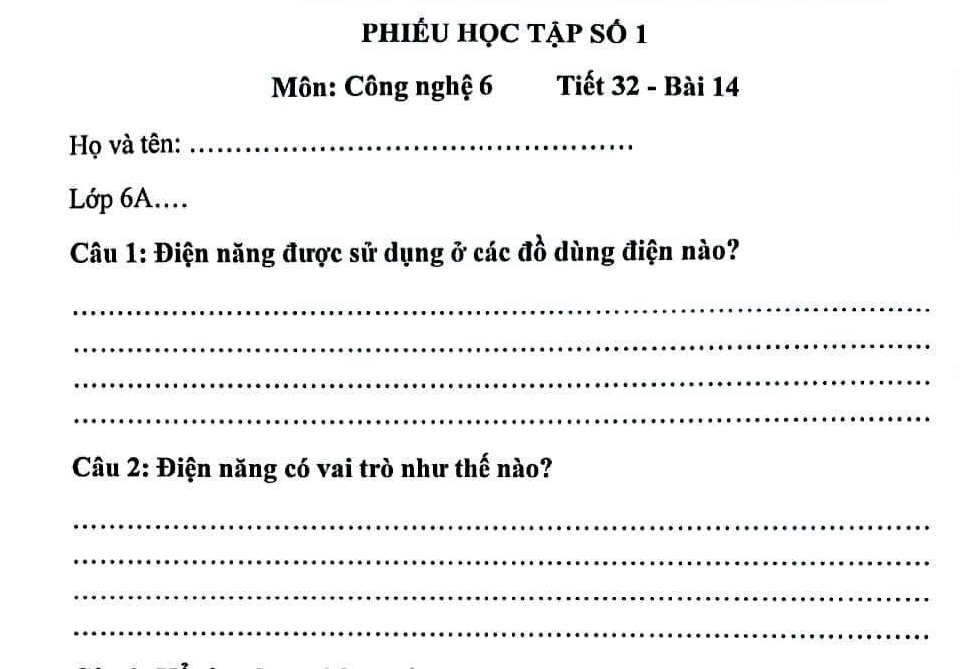 PHIẾU HỌC TẬP SỐ 1
Môn: Công nghệ 6 Tiết 32 - Bài 14
Họ và tên: ................................................
Lớp 6A....
Câu 1: Điện năng được sử dụng ở các đồ dùng điện nào?
Câu 2: Điện năng có vai trò như thế nào?